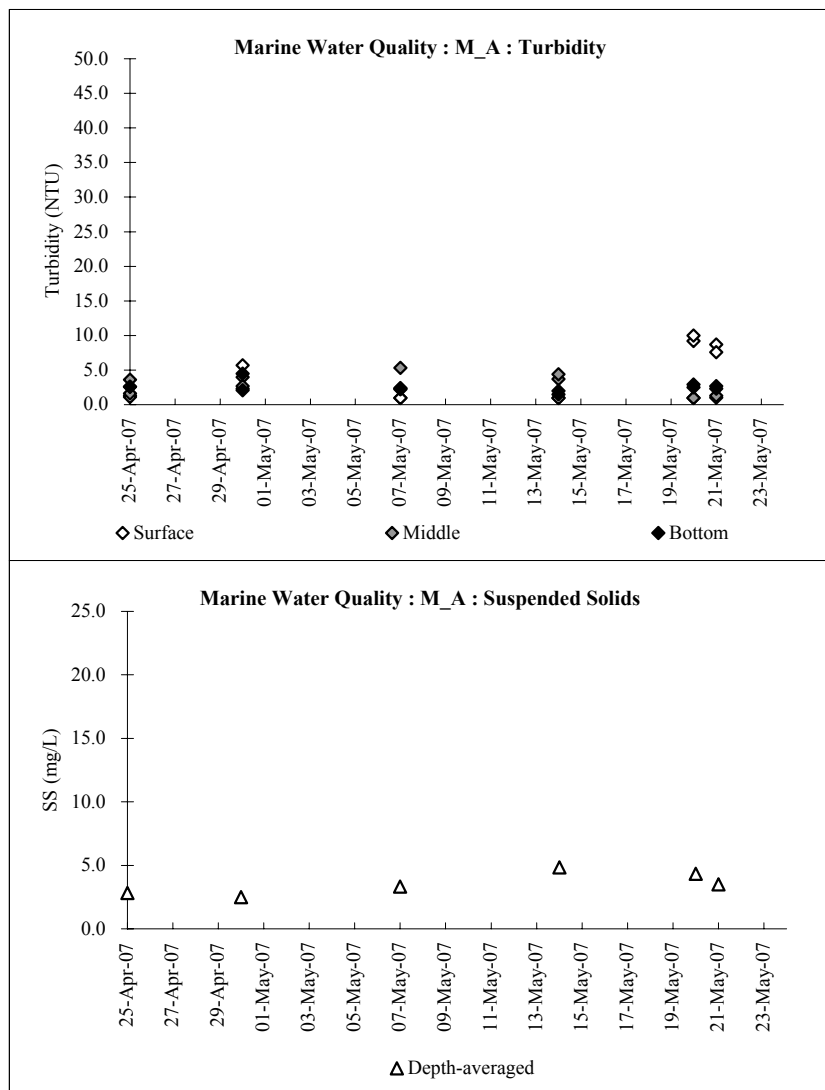 Marine Water Quality : M_A : Turbidity
50.0
45.0
40.0
35.0
30.0
25.0
20.0
15.0
10.0
5.0
0.0
Turbidity (NTU)
25-Apr-07
27-Apr-07
29-Apr-07
01-May-07
03-May-07
05-May-07
07-May-07
09-May-07
11-May-07
13-May-07
15-May-07
17-May-07
19-May-07
21-May-07
23-May-07
Surface
Middle
Bottom
Marine Water Quality : M_A : Suspended Solids
25.0
20.0
15.0
10.0
5.0
0.0
SS (mg/L)
25-Apr-07
27-Apr-07
29-Apr-07
01-May-07
03-May-07
05-May-07
07-May-07
09-May-07
11-May-07
13-May-07
15-May-07
17-May-07
19-May-07
21-May-07
23-May-07
Depth-averaged